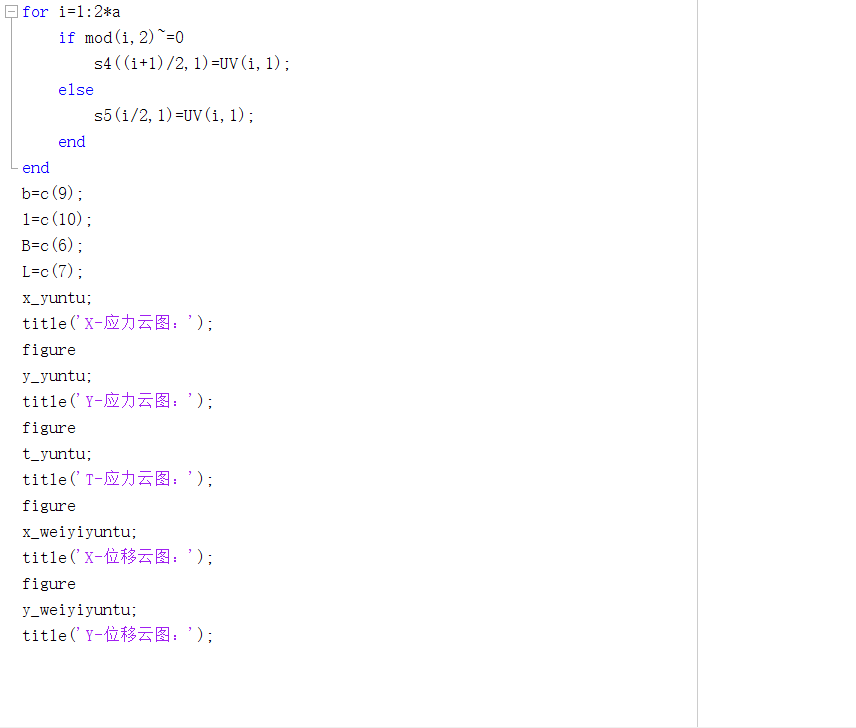 for i=1:2*a
    if mod(i,2)~=0
        s4((i+1)/2,1)=UV(i,1);
    else
        s5(i/2,1)=UV(i,1);
    end
end
b=c(9);
l=c(10);
B=c(6);
L=c(7);
x_yuntu;
title('X-应力云图：');
figure
y_yuntu;
title('Y-应力云图：');
figure
t_yuntu;
title('T-应力云图：');
figure
x_weiyiyuntu;
title('X-位移云图：');
figure
y_weiyiyuntu;
title('Y-位移云图：');